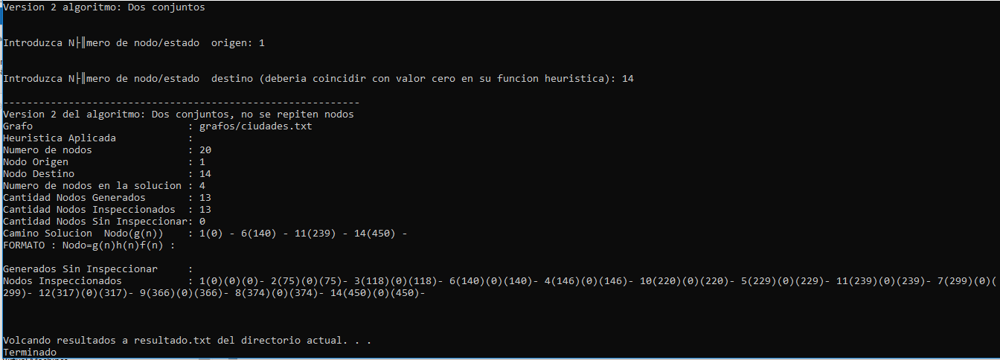 Version 2 algoritmo: Dos conjuntos
Introduzca N├║mero de nodo/estado  origen: 1
Introduzca N├║mero de nodo/estado  destino (deberia coincidir con valor cero en su funcion heuristica): 14
------------------------------------------------------------
Version 2 del algoritmo: Dos conjuntos, no se repiten nodos
Grafo                          : grafos/ciudades.txt
Heuristica Aplicada            :
Numero de nodos                : 20
Nodo Origen                    : 1
Nodo Destino                   : 14
Numero de nodos en la solucion : 4
Cantidad Nodos Generados       : 13
Cantidad Nodos Inspeccionados  : 13
Cantidad Nodos Sin Inspeccionar: 0
Camino Solucion  Nodo(g(n))    : 1(0) - 6(140) - 11(239) - 14(450) -
FORMATO : Nodo=g(n)h(n)f(n) :
Generados Sin Inspeccionar     :
Nodos Inspeccionados           : 1(0)(0)(0)- 2(75)(0)(75)- 3(118)(0)(118)- 6(140)(0)(140)- 4(146)(0)(146)- 10(220)(0)(220)- 5(229)(0)(229)- 11(239)(0)(239)- 7(299)(0)(
299)- 12(317)(0)(317)- 9(366)(0)(366)- 8(374)(0)(374)- 14(450)(0)(450)-
Volcando resultados a resultado.txt del directorio actual. . .
Terminado